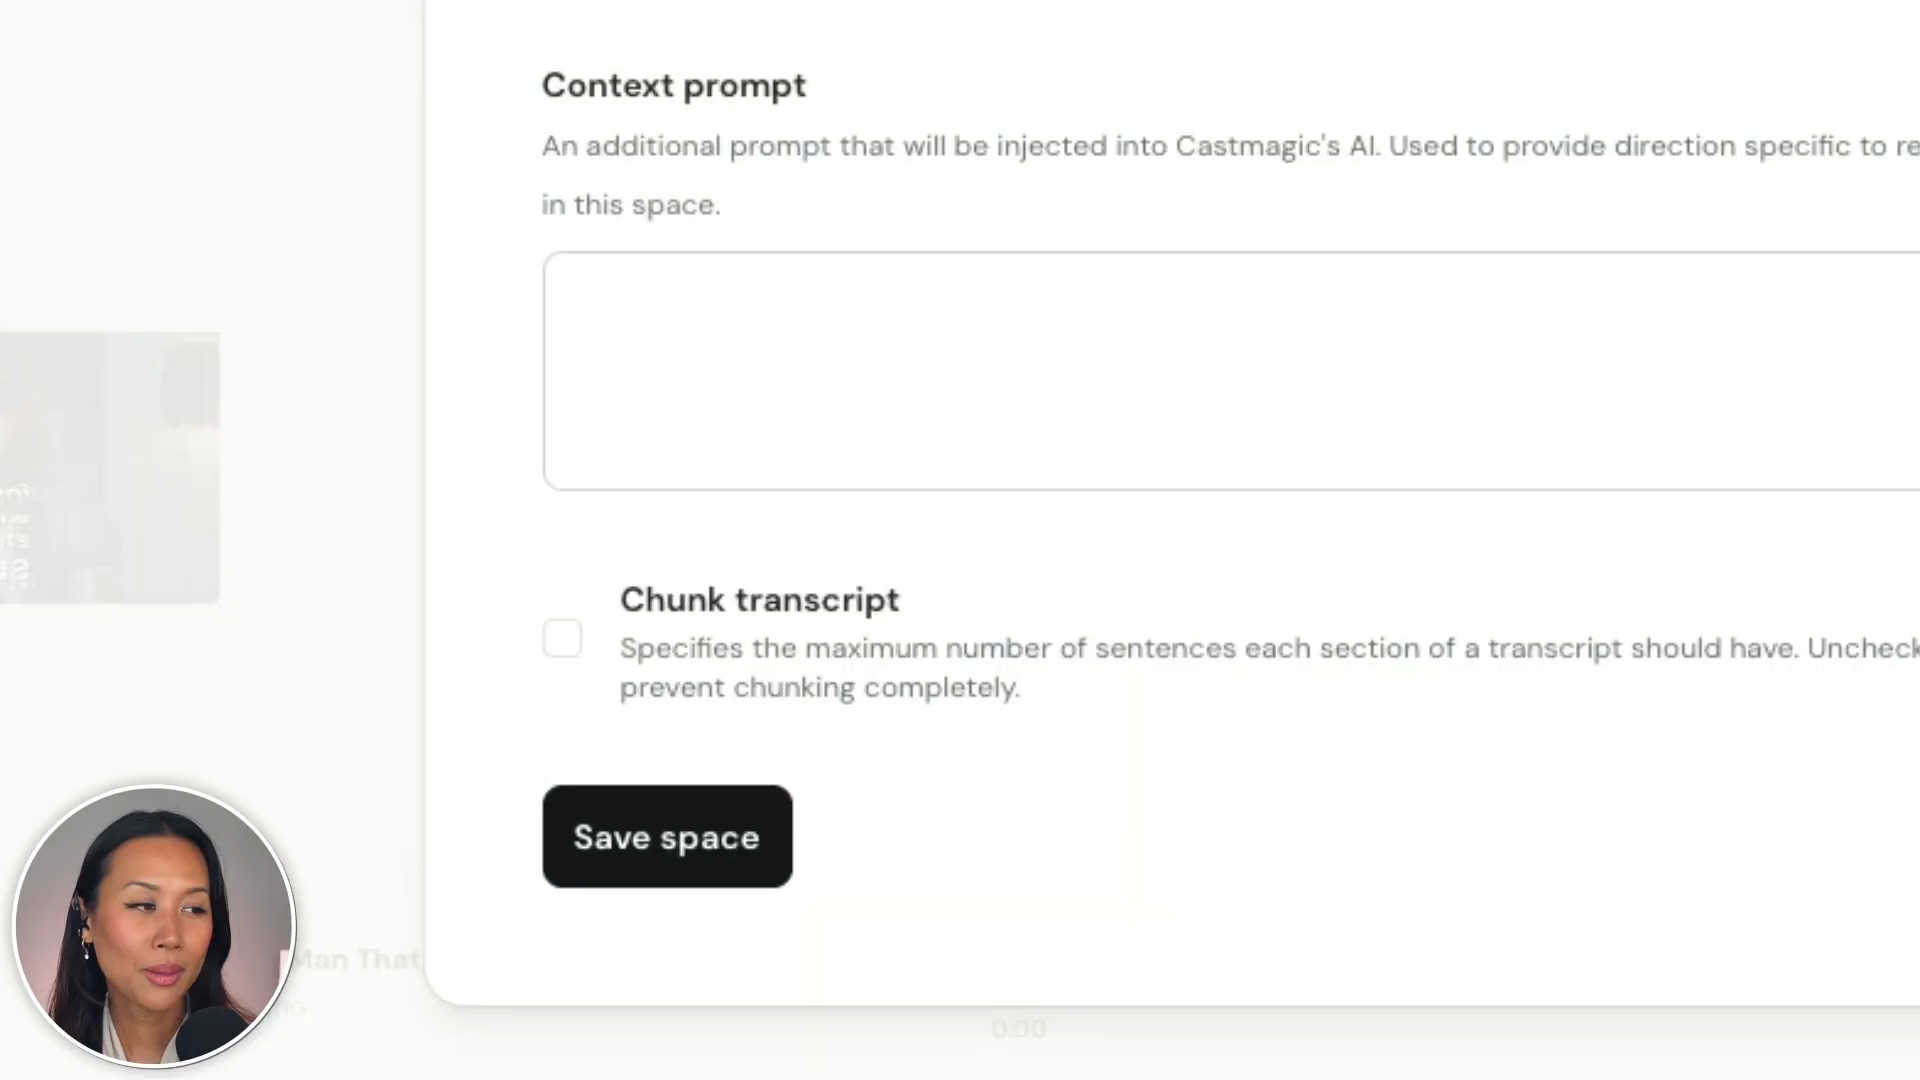 Context prompt
An additional prompt that will be injected into Castmagic's AI. Used to provide direction specific to re
in this space.
Chunk transcript
Specifies the maximum number of sentences each section of a transcript should have. Uncheck
prevent chunking completely.
Save space
Man That
0:00